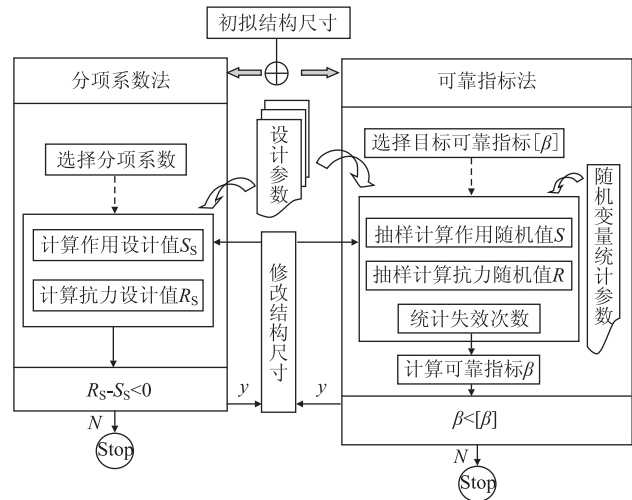 初拟结构尺寸
分项系数法
可靠指标法
设计参数
选择分项系数
选择目标可靠指标[β]
随机变量统计参数
计算作用设计值S_S
抽样计算作用随机值S
计算抗力设计值R_S
抽样计算抗力随机值R
修改结构尺寸
统计失效次数
计算可靠指标β
R_S-S_S<0
y
y
β<[β]
N
Stop
N
Stop